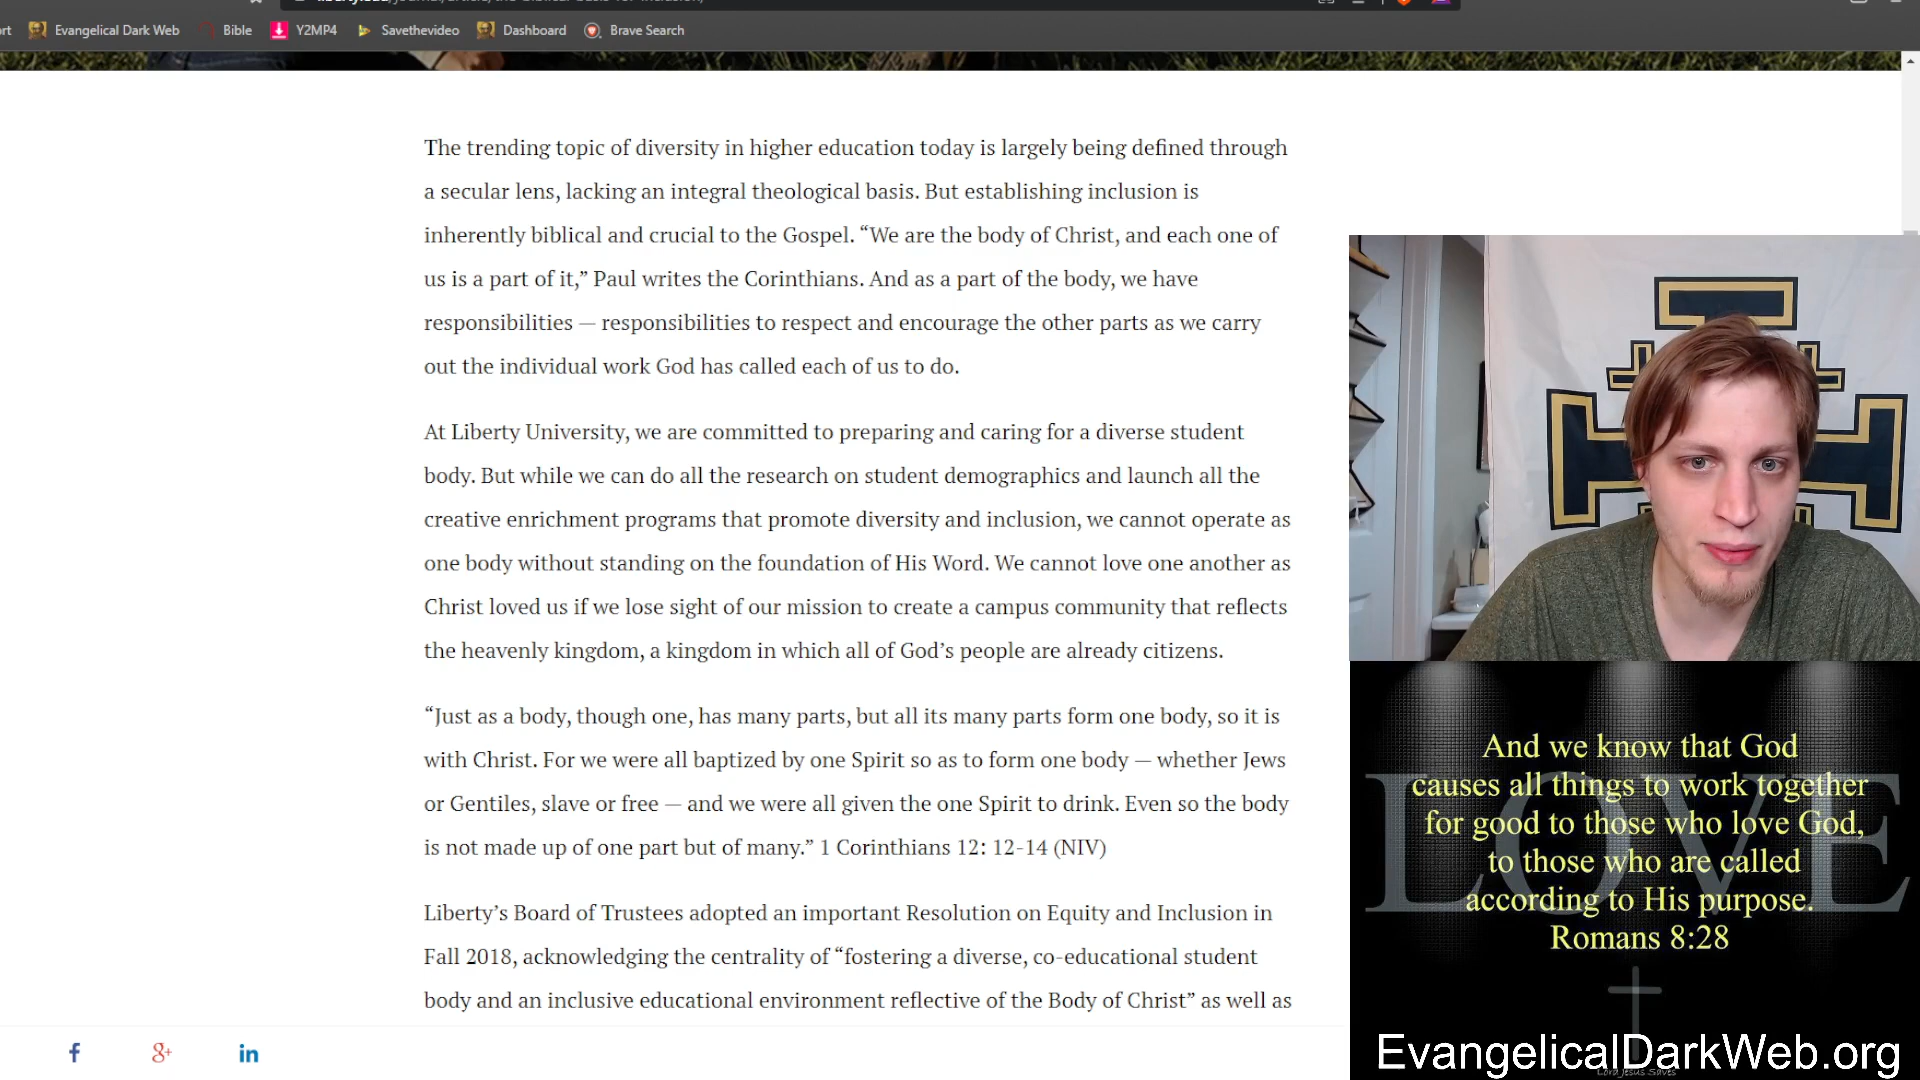 rt Evangelical Dark Web Bible Y2MP4 Savethevideo Dashboard Brave Search
The trending topic of diversity in higher education today is largely being defined through
a secular lens, lacking an integral theological basis. But establishing inclusion is
inherently biblical and crucial to the Gospel. “We are the body of Christ, and each one of
us is a part of it,” Paul writes the Corinthians. And as a part of the body, we have
responsibilities — responsibilities to respect and encourage the other parts as we carry
out the individual work God has called each of us to do.
At Liberty University, we are committed to preparing and caring for a diverse student
body. But while we can do all the research on student demographics and launch all the
creative enrichment programs that promote diversity and inclusion, we cannot operate as
one body without standing on the foundation of His Word. We cannot love one another as
Christ loved us if we lose sight of our mission to create a campus community that reflects
the heavenly kingdom, a kingdom in which all of God’s people are already citizens.
“Just as a body, though one, has many parts, but all its many parts form one body, so it is
with Christ. For we were all baptized by one Spirit so as to form one body — whether Jews
or Gentiles, slave or free — and we were all given the one Spirit to drink. Even so the body
is not made up of one part but of many.” 1 Corinthians 12: 12-14 (NIV)
Liberty’s Board of Trustees adopted an important Resolution on Equity and Inclusion in
Fall 2018, acknowledging the centrality of “fostering a diverse, co-educational student
body and an inclusive educational environment reflective of the Body of Christ” as well as
f g+ in
LOVE
And we know that God
causes all things to work together
for good to those who love God,
to those who are called
according to His purpose.
Romans 8:28
EvangelicalDarkWeb.org
Lord Jesus Saves